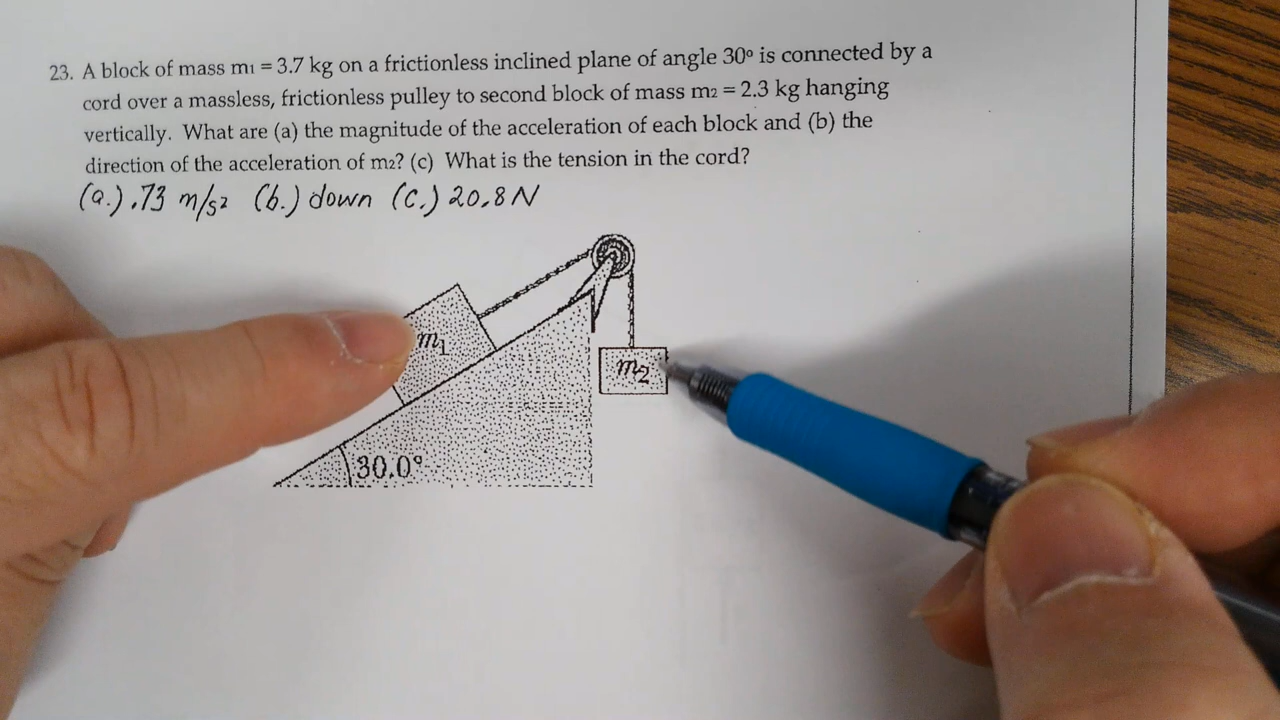 23. A block of mass m₁ = 3.7 kg on a frictionless inclined plane of angle 30º is connected by a
cord over a massless, frictionless pulley to second block of mass m₂ = 2.3 kg hanging
vertically. What are (a) the magnitude of the acceleration of each block and (b) the
direction of the acceleration of m₂? (c) What is the tension in the cord?
(a.) .73 m/s² (b.) down (c.) 20.8 N
m₁
m₂
30.0°